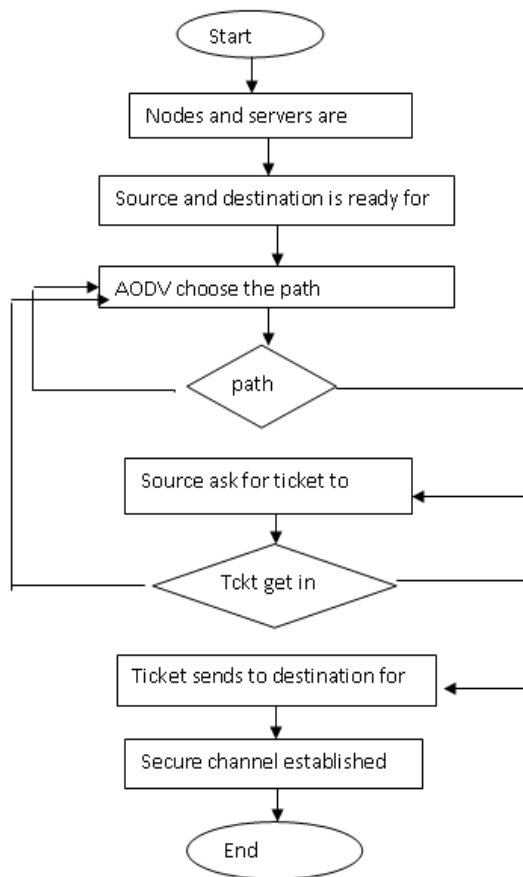 Start
Nodes and servers are
Source and destination is ready for
AODV choose the path
path
Source ask for ticket to
Tckt get in
Ticket sends to destination for
Secure channel established
End